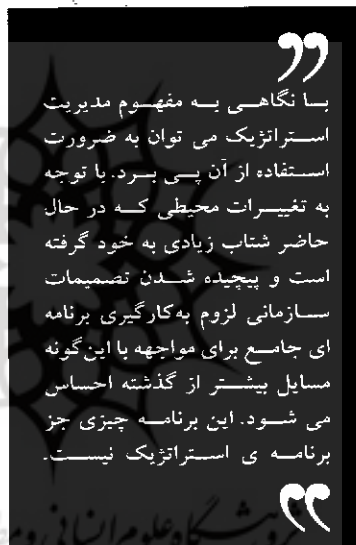 با نگاهی به مفهوم مدیریت
استراتژیک می توان به ضرورت
استفاده از آن پی برد. با توجه
به تغییرات محیطی که در حال
حاضر شتاب زیادی به خود گرفته
است و پیچیده شدن تصمیمات
سازمانی لزوم به‌کارگیری برنامه
ای جامع برای مواجهه با این‌گونه
مسایل بیشتر از گذشته احساس
می شود. این برنامه چیزی جز
برنامه ی استراتژیک نیست.
علوم انسانی و